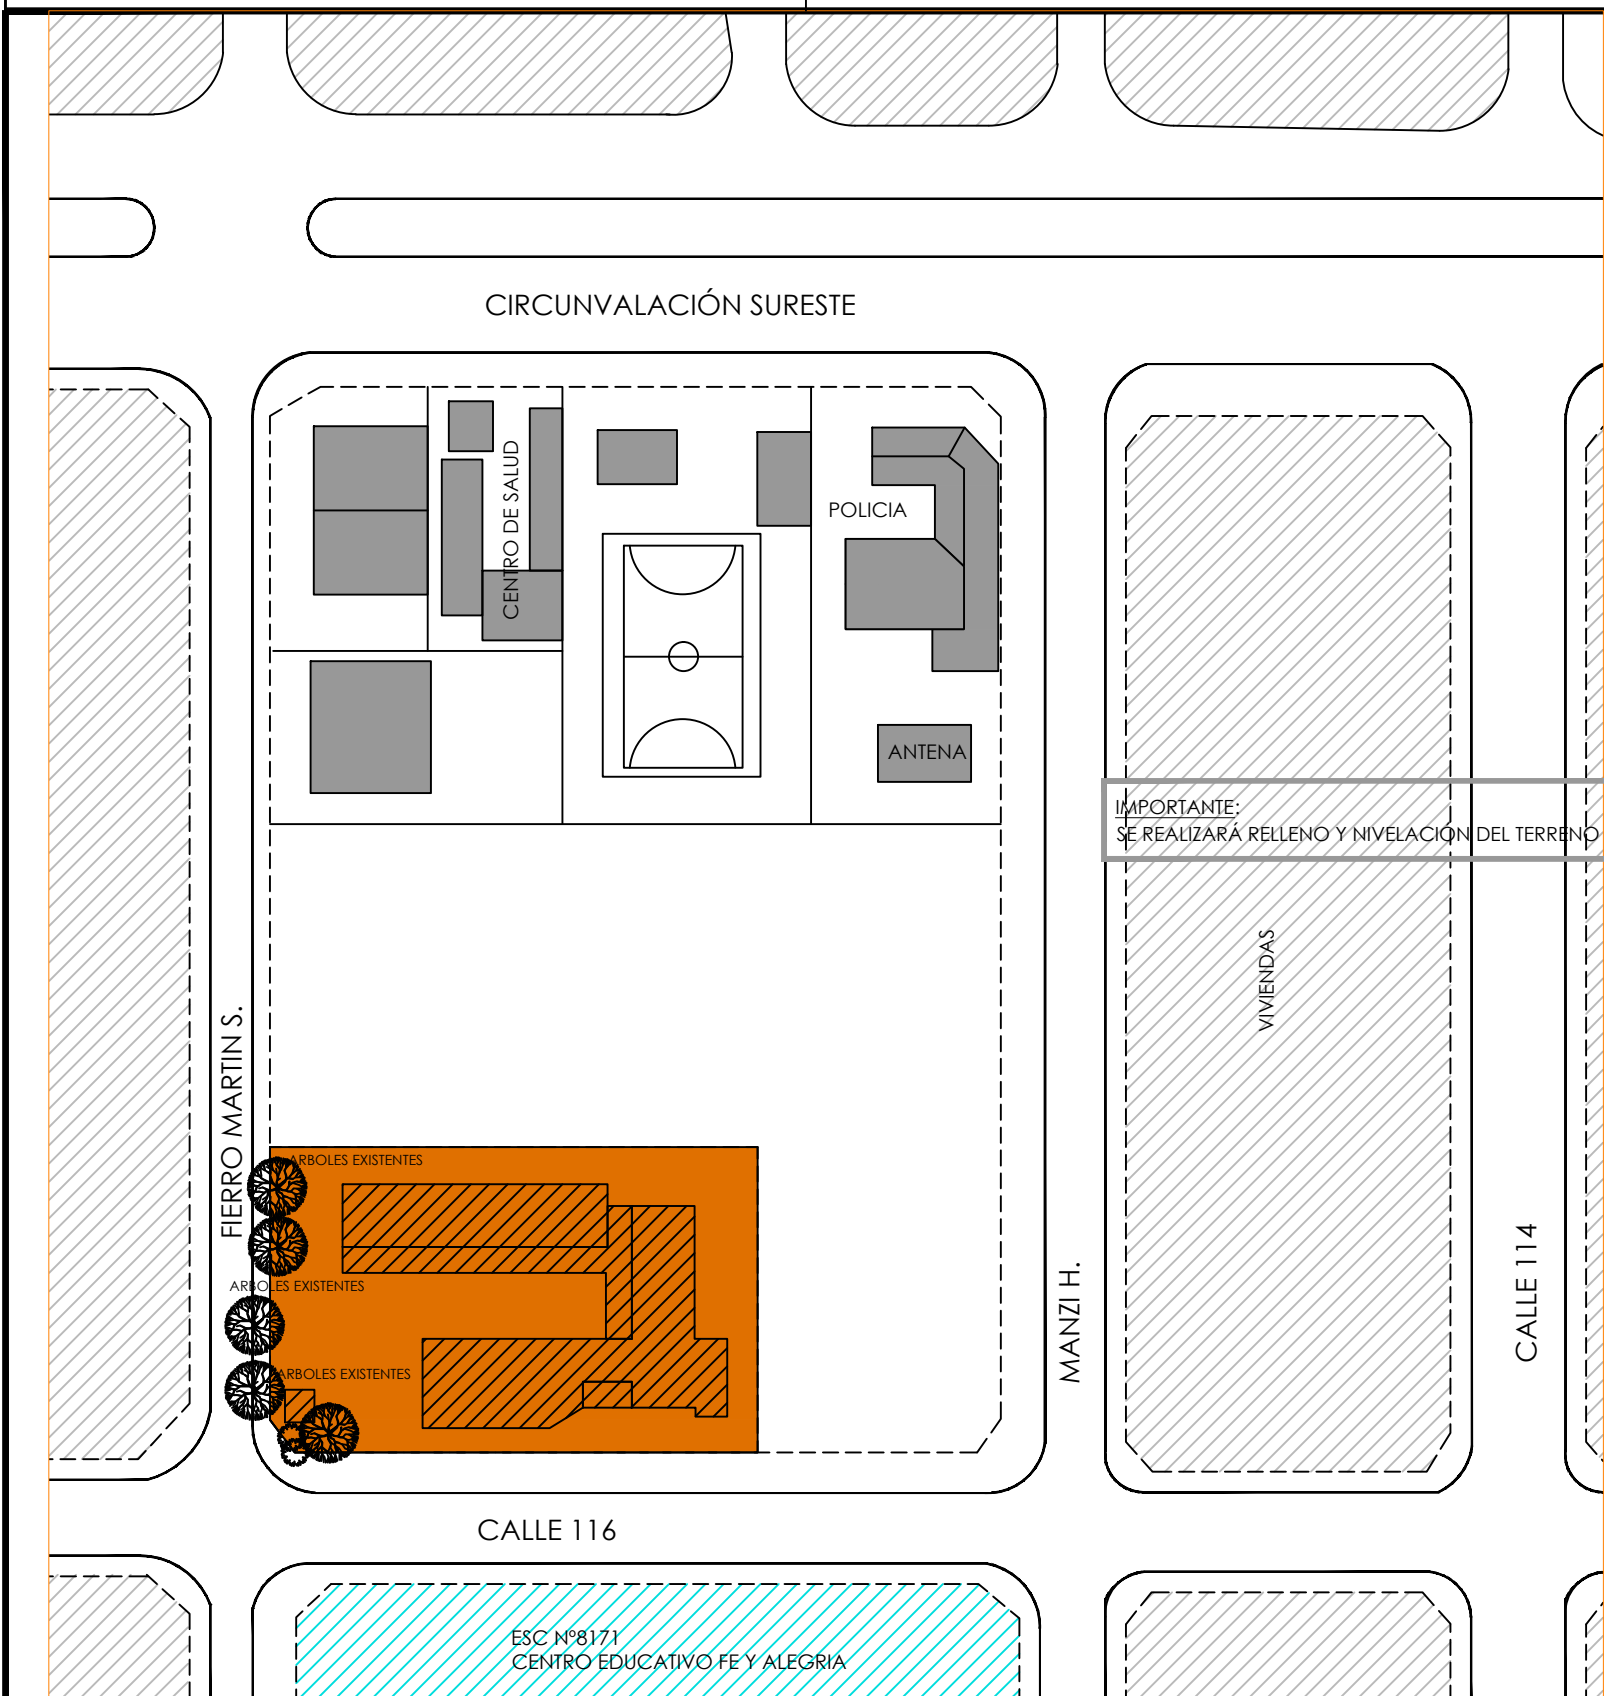 CIRCUNVALACIÓN SURESTE
CENTRO DE SALUD
POLICIA
ANTENA
IMPORTANTE:
SE REALIZARÁ RELLENO Y NIVELACIÓN DEL TERRENO
VIVIENDAS
FIERRO MARTIN S.
ARBOLES EXISTENTES
ARBOLES EXISTENTES
ARBOLES EXISTENTES
MANZI H.
CALLE 114
CALLE 116
ESC Nº8171
CENTRO EDUCATIVO FE Y ALEGRIA